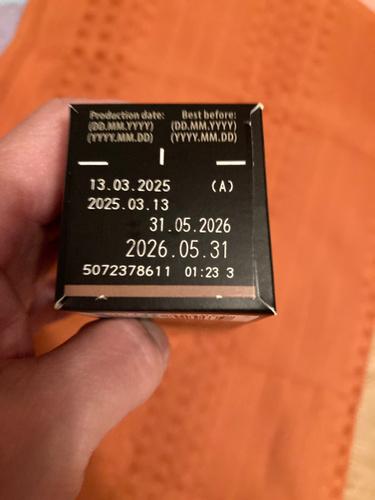 Production date: Best before:
(DD.MM.YYYY) (DD.MM.YYYY)
(YYYY.MM.DD) (YYYY.MM.DD)
13.03.2025 (A)
2025.03.13
31.05.2026
2026.05.31
5072378611 01:23 3